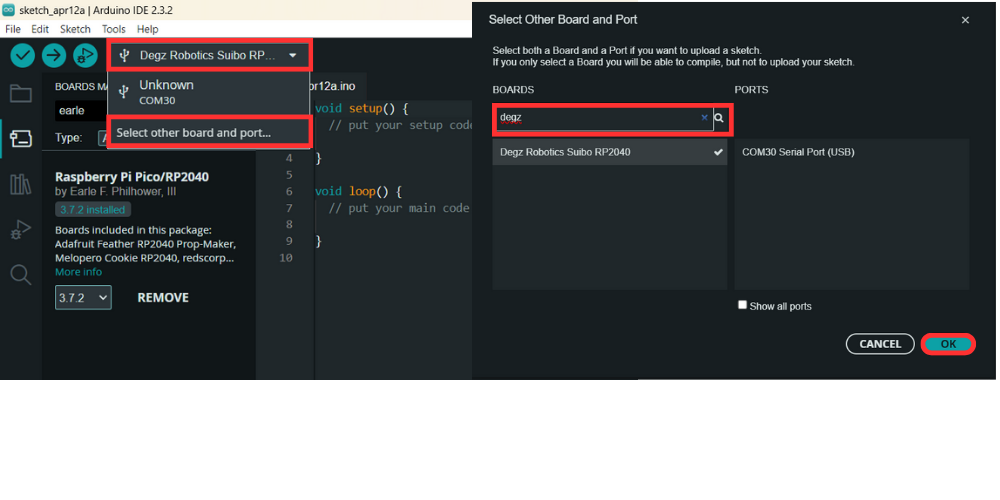 sketch_apr12a | Arduino IDE 2.3.2
File Edit Sketch Tools Help
Degz Robotics Suibo RP...
BOARDS MA
Unknown
COM30
pr12a.ino
earle
Select other board and port...
Type:
void setup() {
// put your setup code
4 }
5
6 void loop() {
7 // put your main code
8
9 }
10
Raspberry Pi Pico/RP2040
by Earle F. Philhower, III
3.7.2 installed
Boards included in this package:
Adafruit Feather RP2040 Prop-Maker,
Melopero Cookie RP2040, redscorp...
More info
3.7.2 REMOVE
Select Other Board and Port
Select both a Board and a Port if you want to upload a sketch.
If you only select a Board you will be able to compile, but not to upload your sketch.
BOARDS
degz
Degz Robotics Suibo RP2040
PORTS
COM30 Serial Port (USB)
Show all ports
CANCEL OK